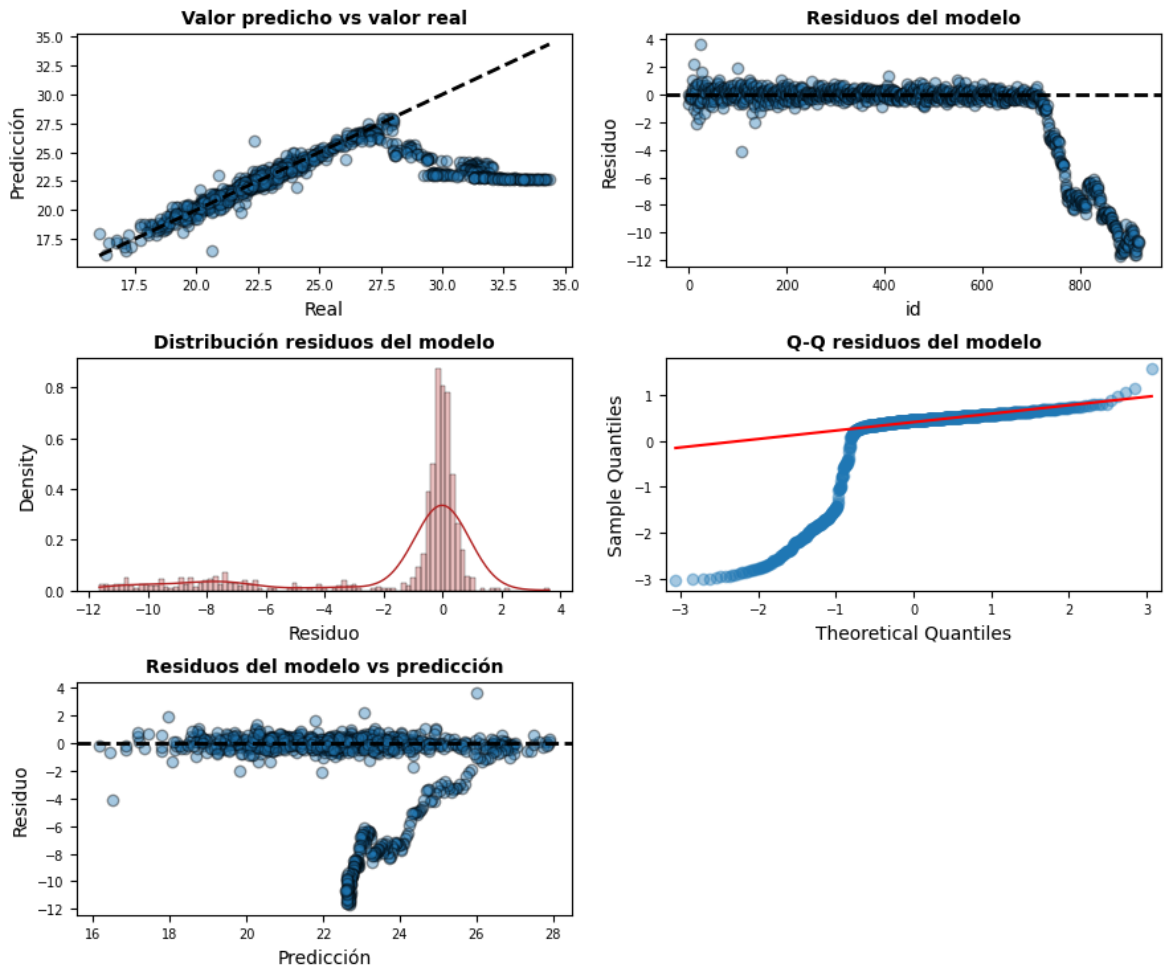 Valor predicho vs valor real
35.0
32.5
30.0
27.5
25.0
22.5
20.0
17.5
Predicción
17.5 20.0 22.5 25.0 27.5 30.0 32.5 35.0
Real
Residuos del modelo
4
2
0
−2
−4
−6
−8
−10
−12
Residuo
0 200 400 600 800
id
Distribución residuos del modelo
0.8
0.6
0.4
0.2
0.0
Density
−12 −10 −8 −6 −4 −2 0 2 4
Residuo
Q-Q residuos del modelo
1
0
−1
−2
−3
Sample Quantiles
−3 −2 −1 0 1 2 3
Theoretical Quantiles
Residuos del modelo vs predicción
4
2
0
−2
−4
−6
−8
−10
−12
Residuo
16 18 20 22 24 26 28
Predicción